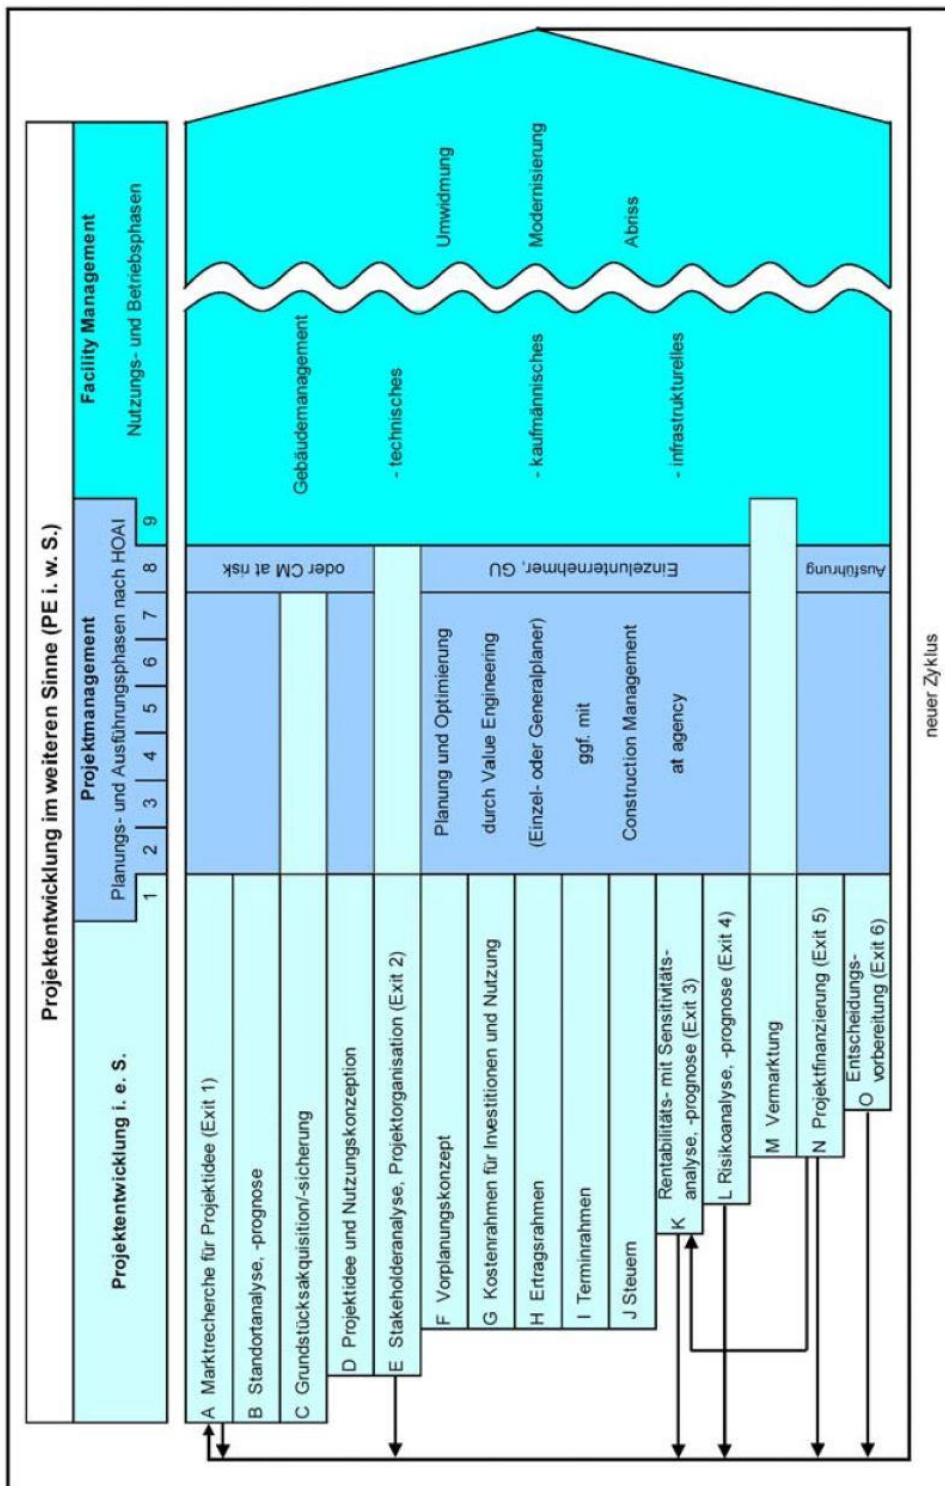 Projektentwicklung im weiteren Sinne (PE i. w. S.)
Projektentwicklung i. e. S.
Projektmanagement
Planungs- und Ausführungsphasen nach HOAI
1 2 3 4 5 6 7 8 9
Facility Management
Nutzungs- und Betriebsphasen
A Marktrecherche für Projektidee (Exit 1)
B Standortanalyse, -prognose
C Grundstücksakquisition/-sicherung
D Projektidee und Nutzungskonzeption
E Stakeholderanalyse, Projektorganisation (Exit 2)
F Vorplanungskonzept
G Kostenrahmen für Investitionen und Nutzung
H Ertragsrahmen
I Terminrahmen
J Steuern
K Rentabilitäts- mit Sensitivitäts-
analyse, -prognose (Exit 3)
L Risikoanalyse, -prognose (Exit 4)
M Vermarktung
N Projektfinanzierung (Exit 5)
O Entscheidungs-
vorbereitung (Exit 6)
Planung und Optimierung
durch Value Engineering
(Einzel- oder Generalplaner)
ggf. mit
Construction Management
at agency
Ausführung
Einzelunternehmer, GU
oder CM at risk
Gebäudemanagement
- technisches
- kaufmännisches
- infrastrukturelles
Umwidmung
Modernisierung
Abriss
neuer Zyklus